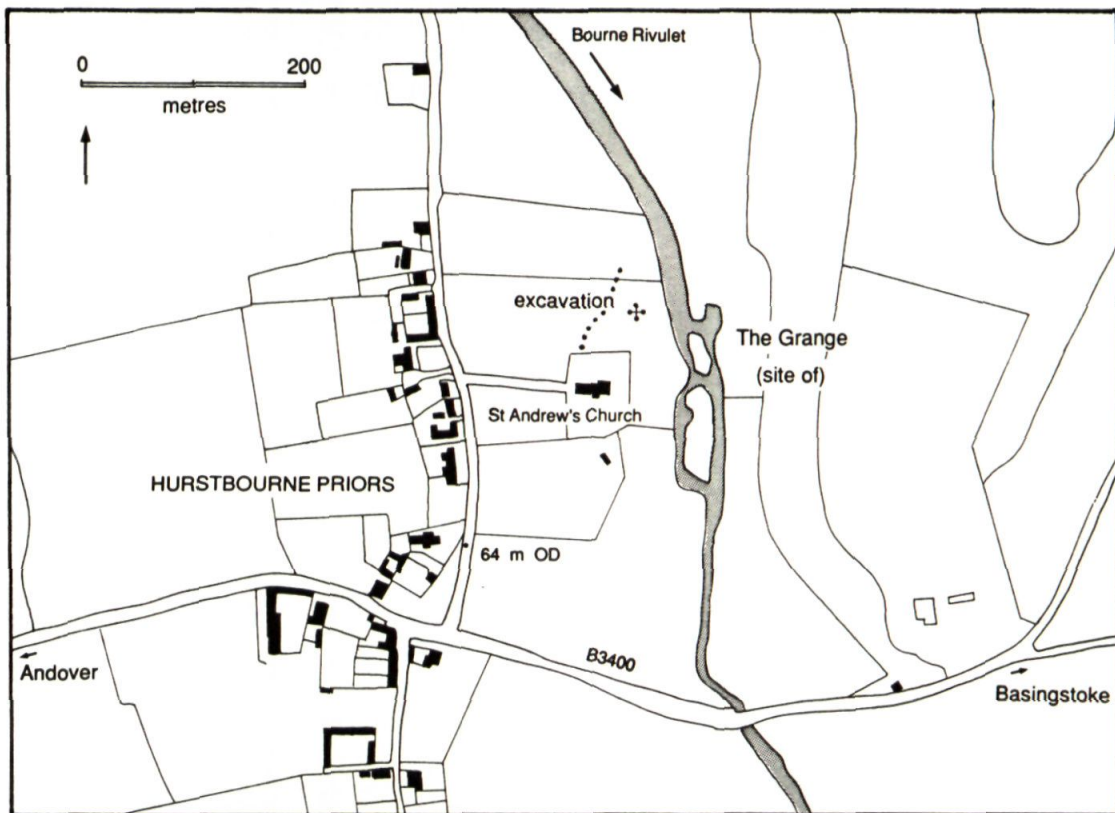 Bourne Rivulet
0 200
metres
excavation
The Grange
(site of)
St Andrew's Church
HURSTBOURNE PRIORS
64 m OD
B3400
Andover
Basingstoke